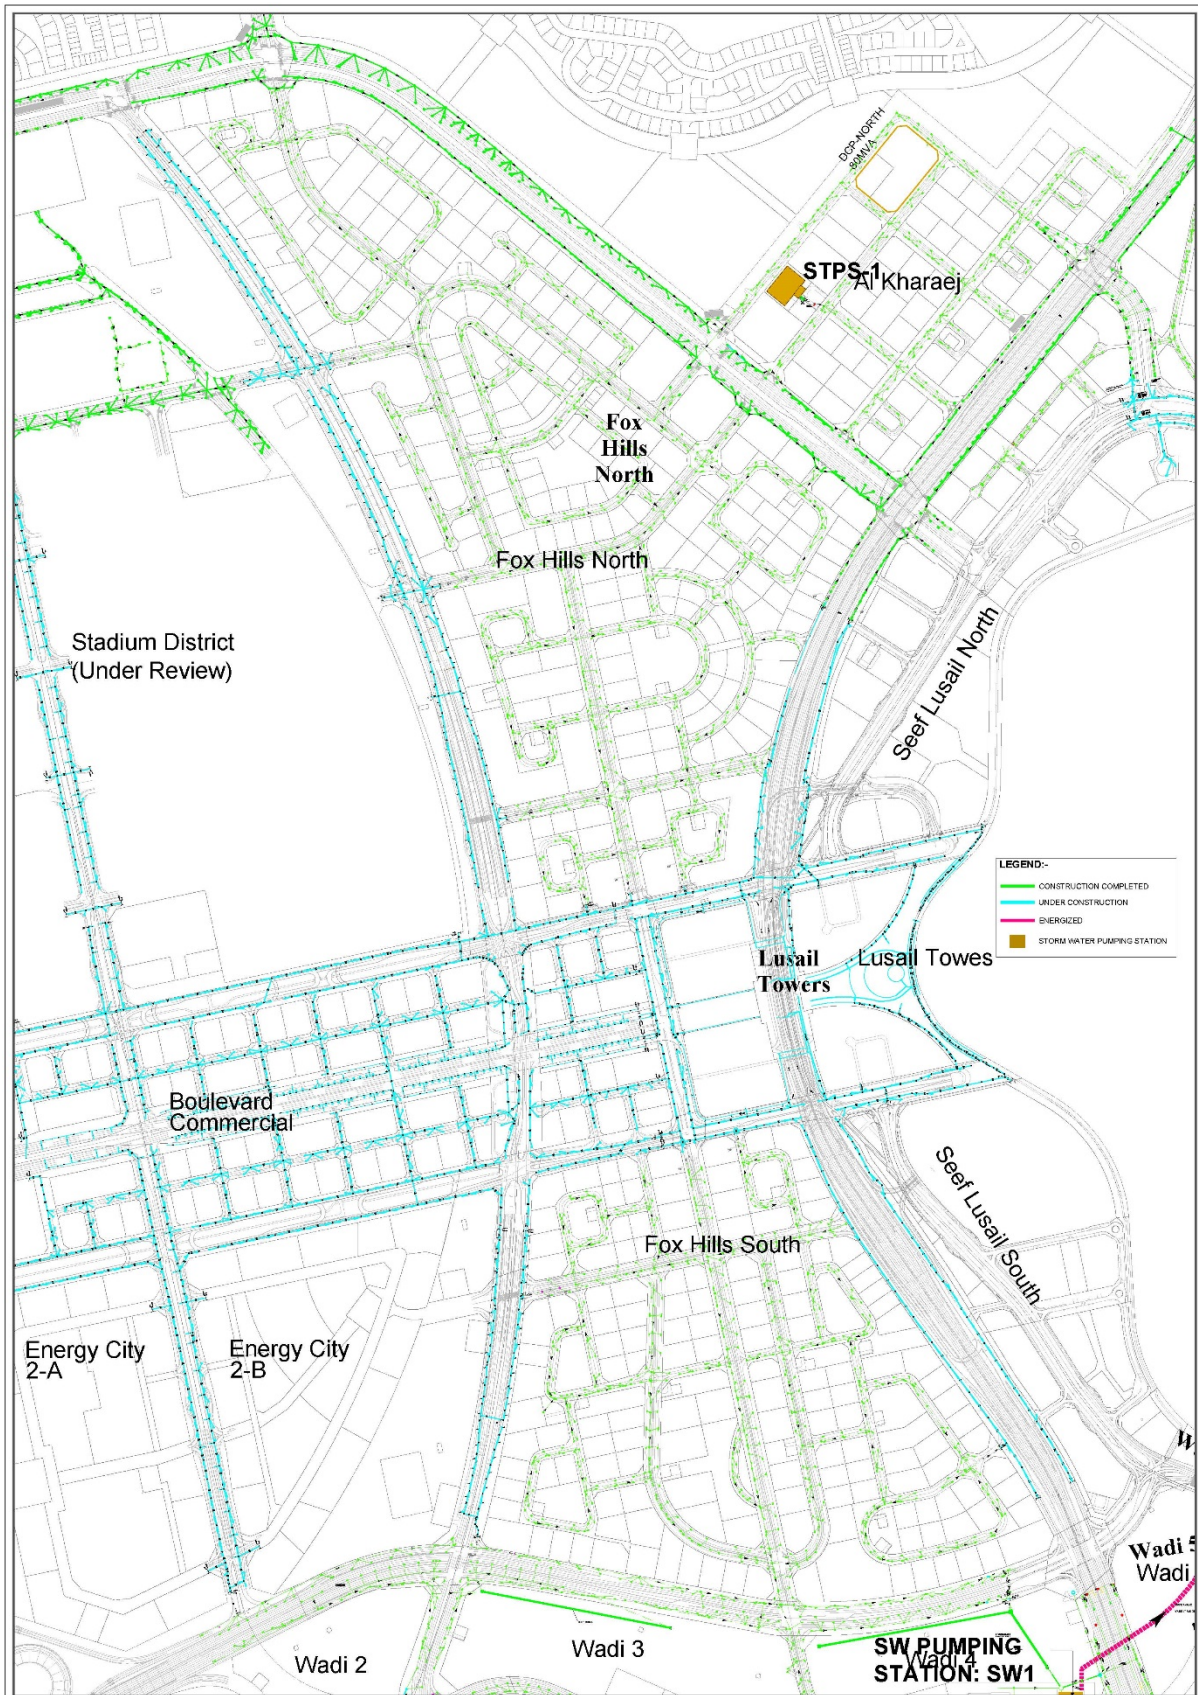 DCP-NORTH
80MVA
STPS-1
Al Kharaej
Fox
Hills
North
Fox Hills North
Stadium District
(Under Review)
Seef Lusail North
LEGEND:-
CONSTRUCTION COMPLETED
UNDER CONSTRUCTION
ENERGIZED
STORM WATER PUMPING STATION
Lusail
Towers
Lusail Towes
Boulevard
Commercial
Seef Lusail South
Fox Hills South
Energy City
2-A
Energy City
2-B
Wadi 5
Wadi
Wadi 3
Wadi 2
Wadi 4
SW PUMPING
STATION: SW1